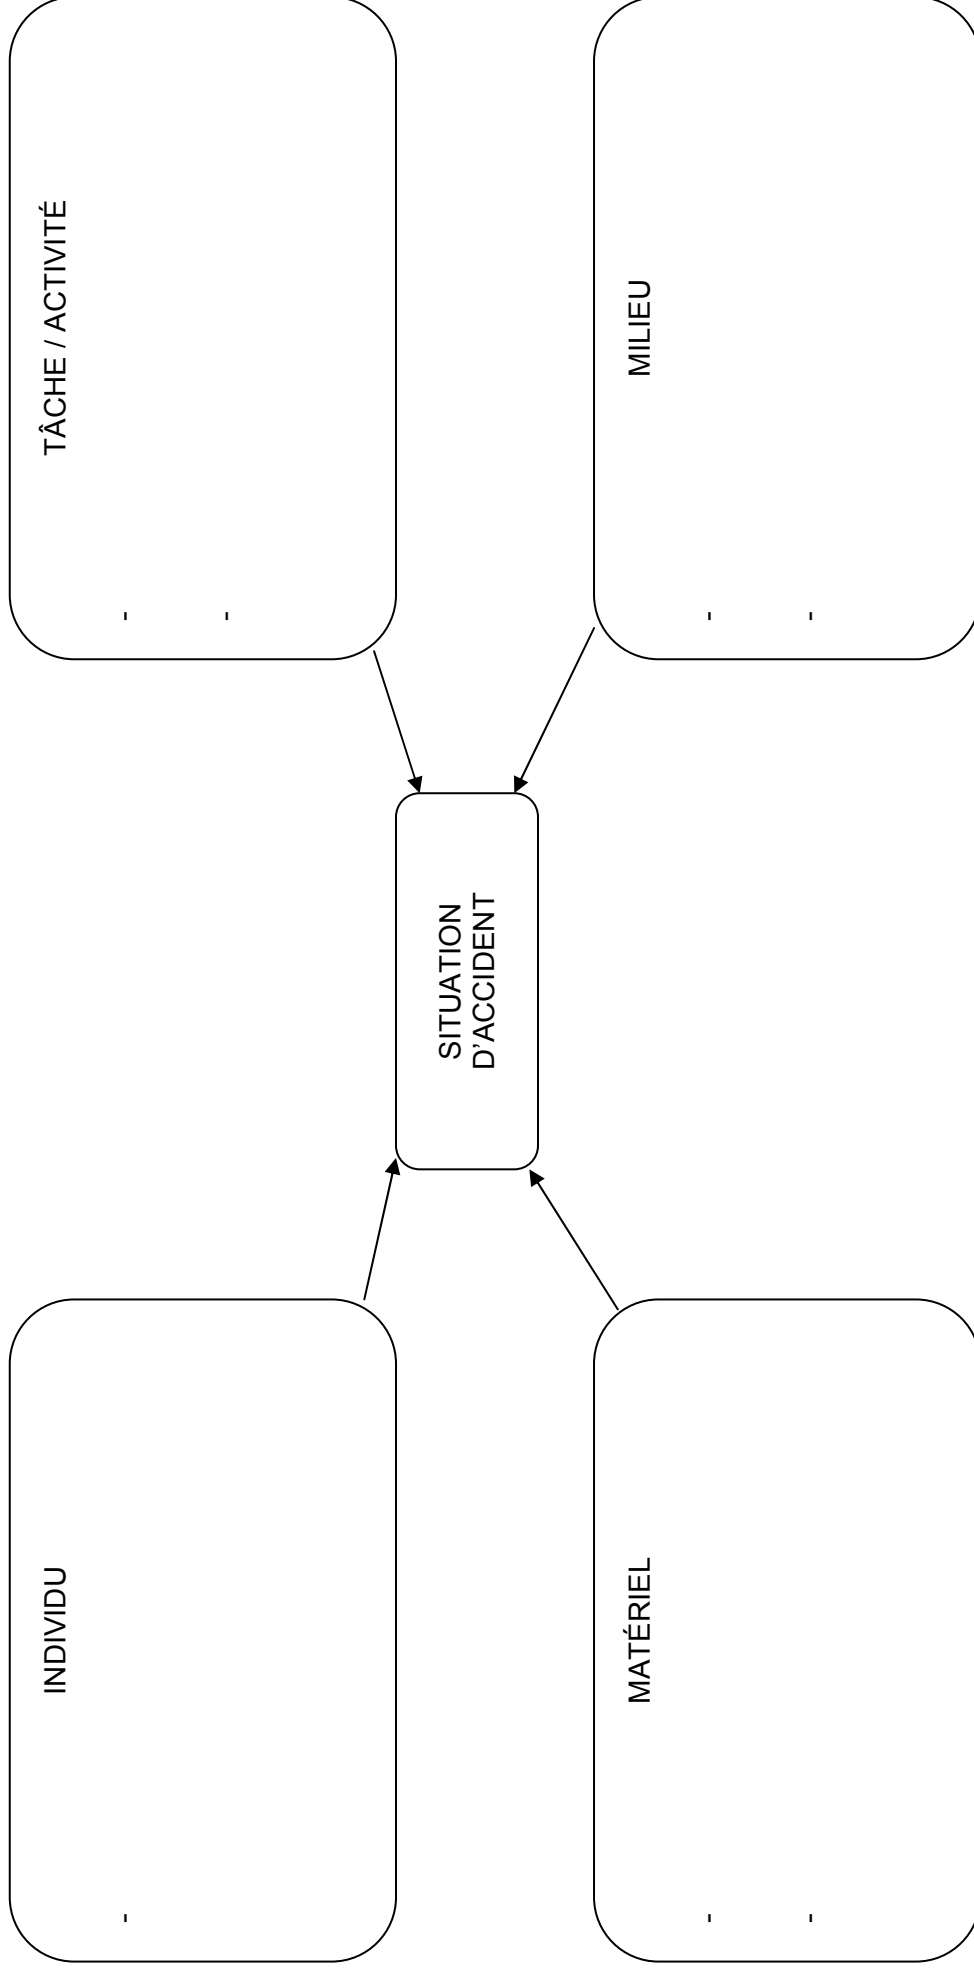 INDIVIDU
-
TÂCHE / ACTIVITÉ
-
-
SITUATION
D’ACCIDENT
MATÉRIEL
-
-
MILIEU
-
-